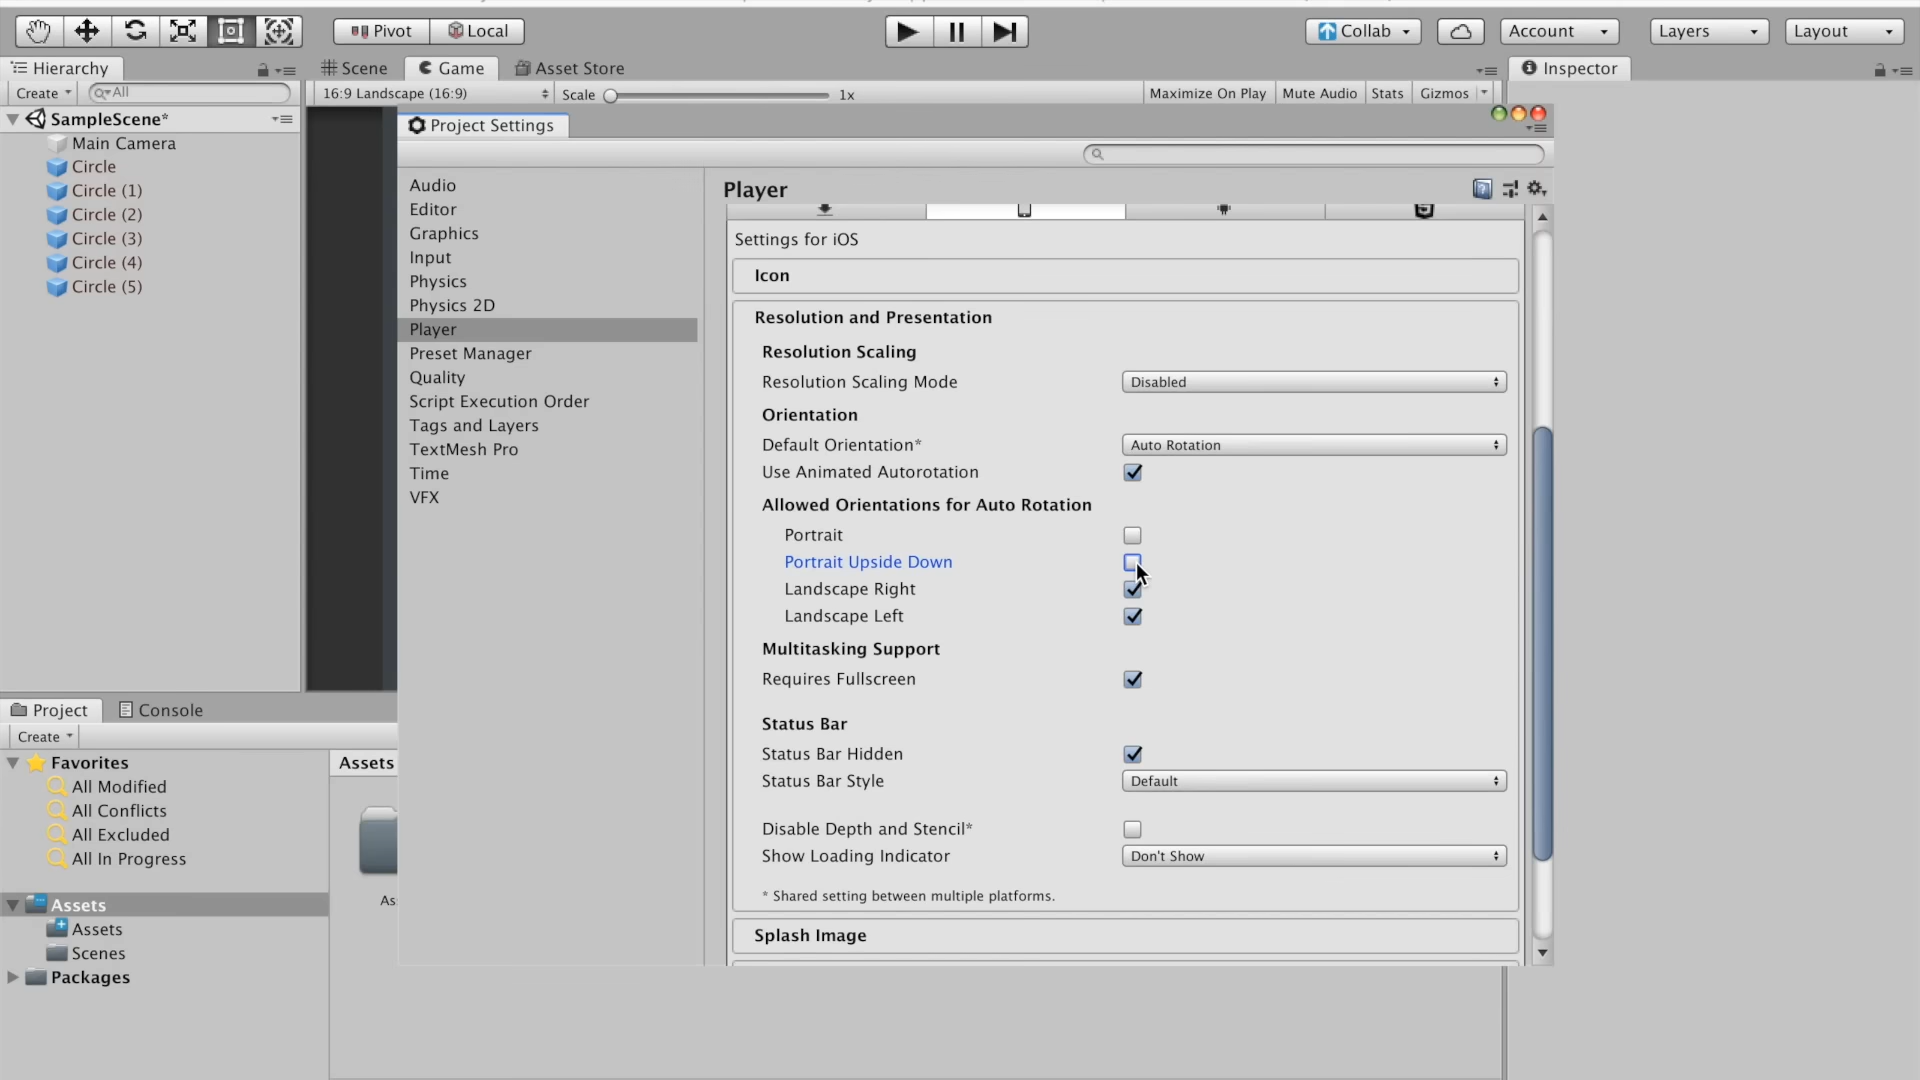 Pivot
Local
Collab
Account
Layers
Layout
Hierarchy
Scene
Game
Asset Store
Inspector
Create
All
16:9 Landscape (16:9)
Scale
1x
Maximize On Play
Mute Audio
Stats
Gizmos
SampleScene*
Main Camera
Circle
Circle (1)
Circle (2)
Circle (3)
Circle (4)
Circle (5)
Project Settings
Audio
Editor
Graphics
Input
Physics
Physics 2D
Player
Preset Manager
Quality
Script Execution Order
Tags and Layers
TextMesh Pro
Time
VFX
Player
Settings for iOS
Icon
Resolution and Presentation
Resolution Scaling
Resolution Scaling Mode
Disabled
Orientation
Default Orientation*
Auto Rotation
Use Animated Autorotation
Allowed Orientations for Auto Rotation
Portrait
Portrait Upside Down
Landscape Right
Landscape Left
Multitasking Support
Requires Fullscreen
Status Bar
Status Bar Hidden
Status Bar Style
Default
Disable Depth and Stencil*
Show Loading Indicator
Don't Show
* Shared setting between multiple platforms.
Splash Image
Project
Console
Create
Favorites
All Modified
All Conflicts
All Excluded
All In Progress
Assets
Assets
Scenes
Packages
Assets
As